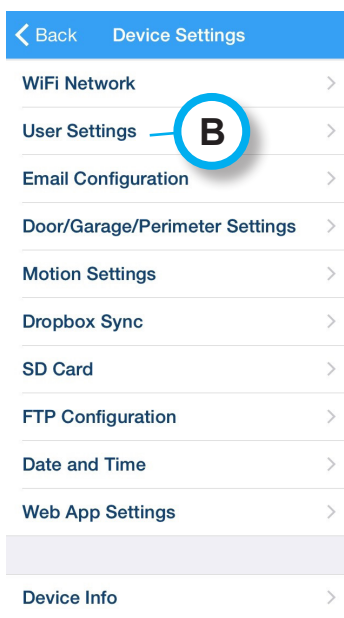 Back Device Settings
WiFi Network
User Settings B
Email Configuration
Door/Garage/Perimeter Settings
Motion Settings
Dropbox Sync
SD Card
FTP Configuration
Date and Time
Web App Settings
Device Info